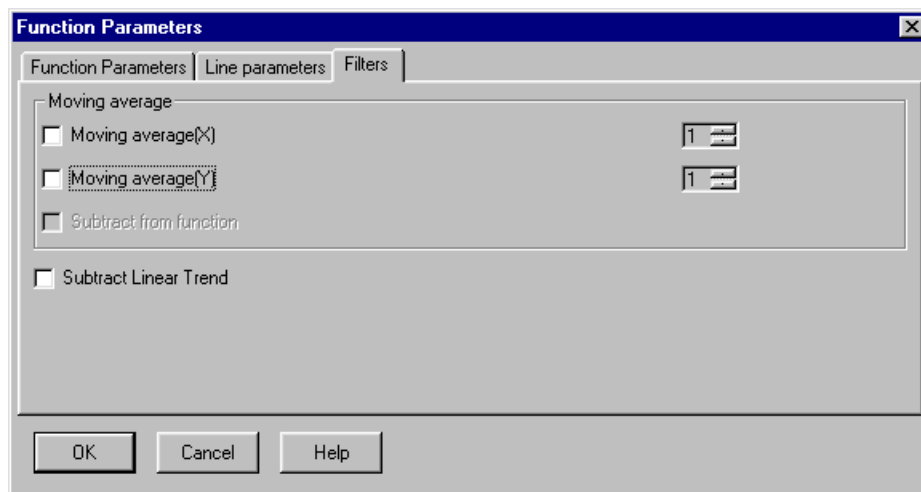 Function Parameters
Function Parameters Line parameters Filters
Moving average
Moving average(X) 1
Moving average(Y) 1
Subtract from function
Subtract Linear Trend
OK Cancel Help